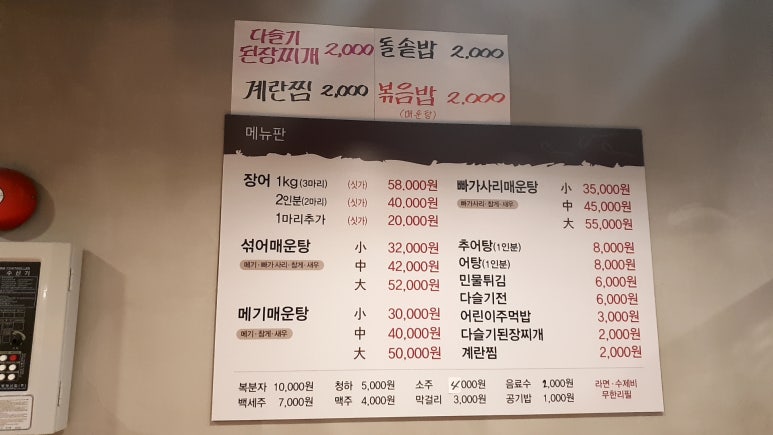 다슬기
된장찌개 2,000
돌솥밥 2,000
계란찜 2,000
볶음밥 2,000
(매운탕)
메뉴판
장어 1kg(3마리) (싯가) 58,000원
2인분(2마리) (싯가) 40,000원
1마리추가 (싯가) 20,000원
섞어매운탕 小 32,000원
메기·빠가사리·참게·새우 中 42,000원
大 52,000원
메기매운탕 小 30,000원
메기·참게·새우 中 40,000원
大 50,000원
빠가사리매운탕 小 35,000원
빠가사리·참게·새우 中 45,000원
大 55,000원
추어탕(1인분) 8,000원
어탕(1인분) 8,000원
민물튀김 6,000원
다슬기전 6,000원
어린이주먹밥 3,000원
다슬기된장찌개 2,000원
계란찜 2,000원
복분자 10,000원 청하 5,000원 소주 4,000원 음료수 2,000원
백세주 7,000원 맥주 4,000원 막걸리 3,000원 공기밥 1,000원
라면·수제비
무한리필